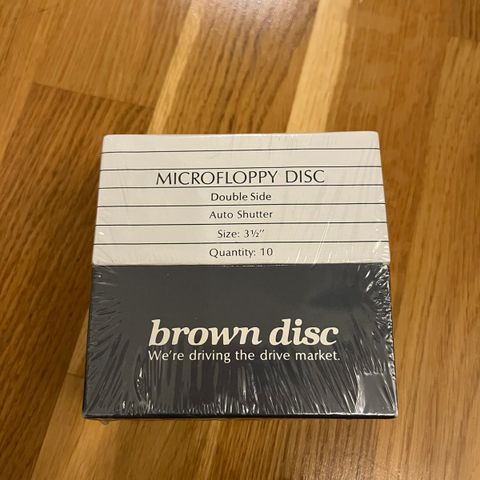 MICROFLOPPY DISC
Double Side
Auto Shutter
Size: 3½"
Quantity: 10
brown disc
We're driving the drive market.